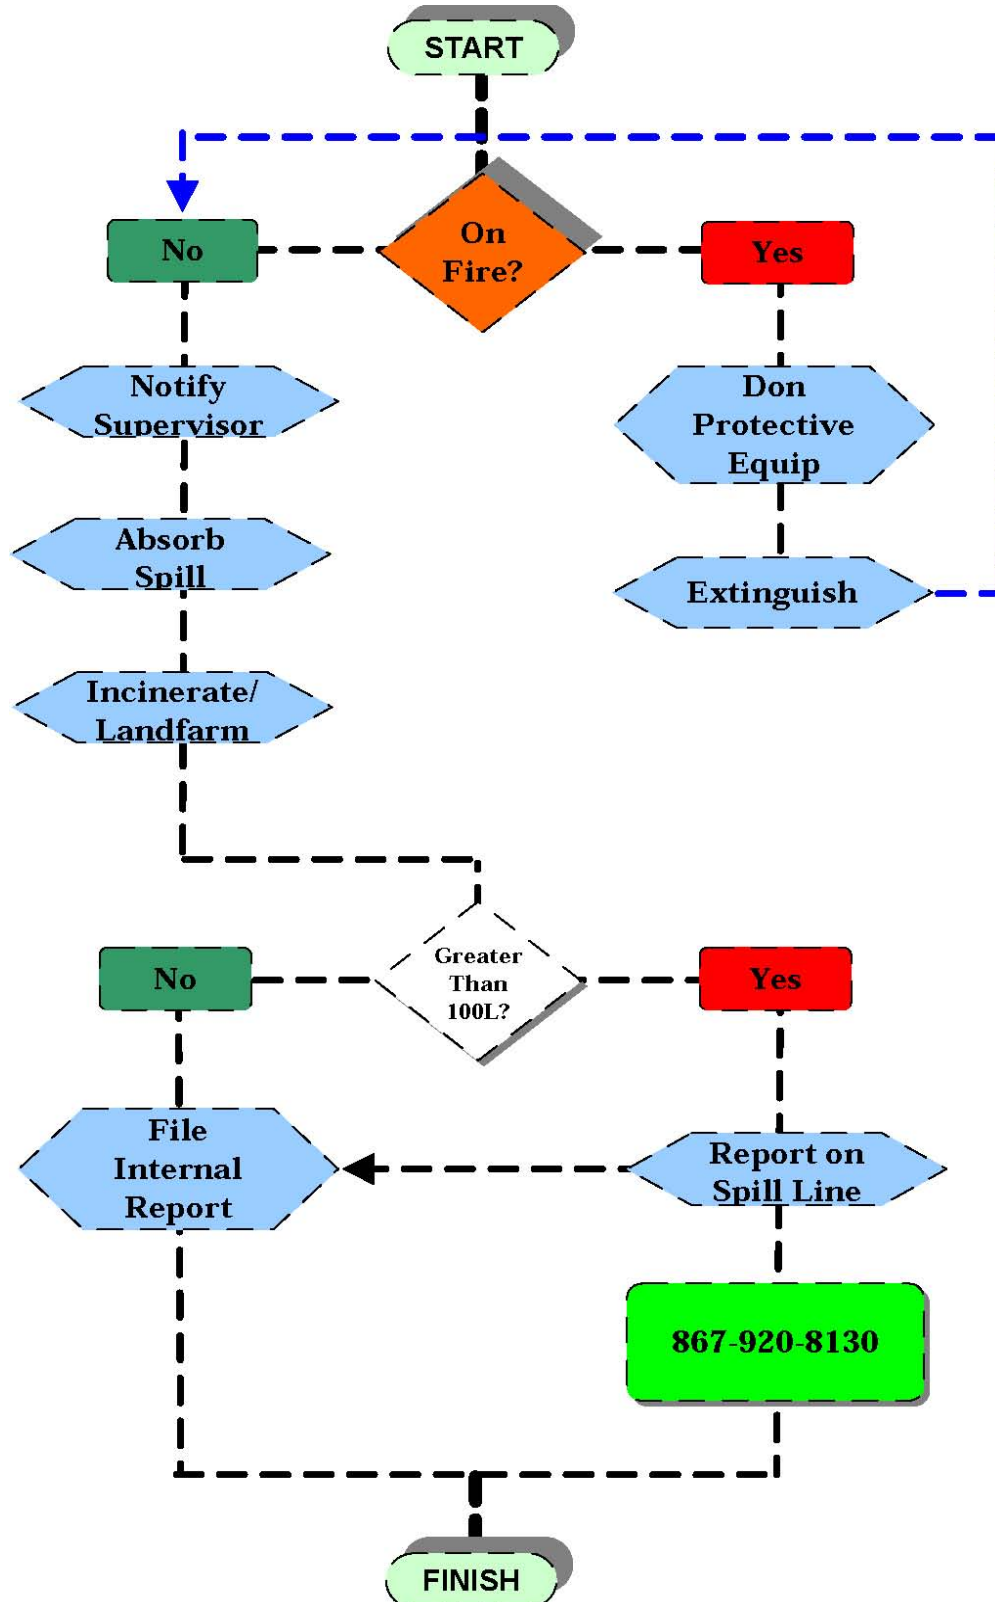 START
On
Fire?
No
Yes
Notify
Supervisor
Don
Protective
Equip
Absorb
Spill
Extinguish
Incinerate/
Landfarm
Greater
Than
100L?
No
Yes
File
Internal
Report
Report on
Spill Line
867-920-8130
FINISH